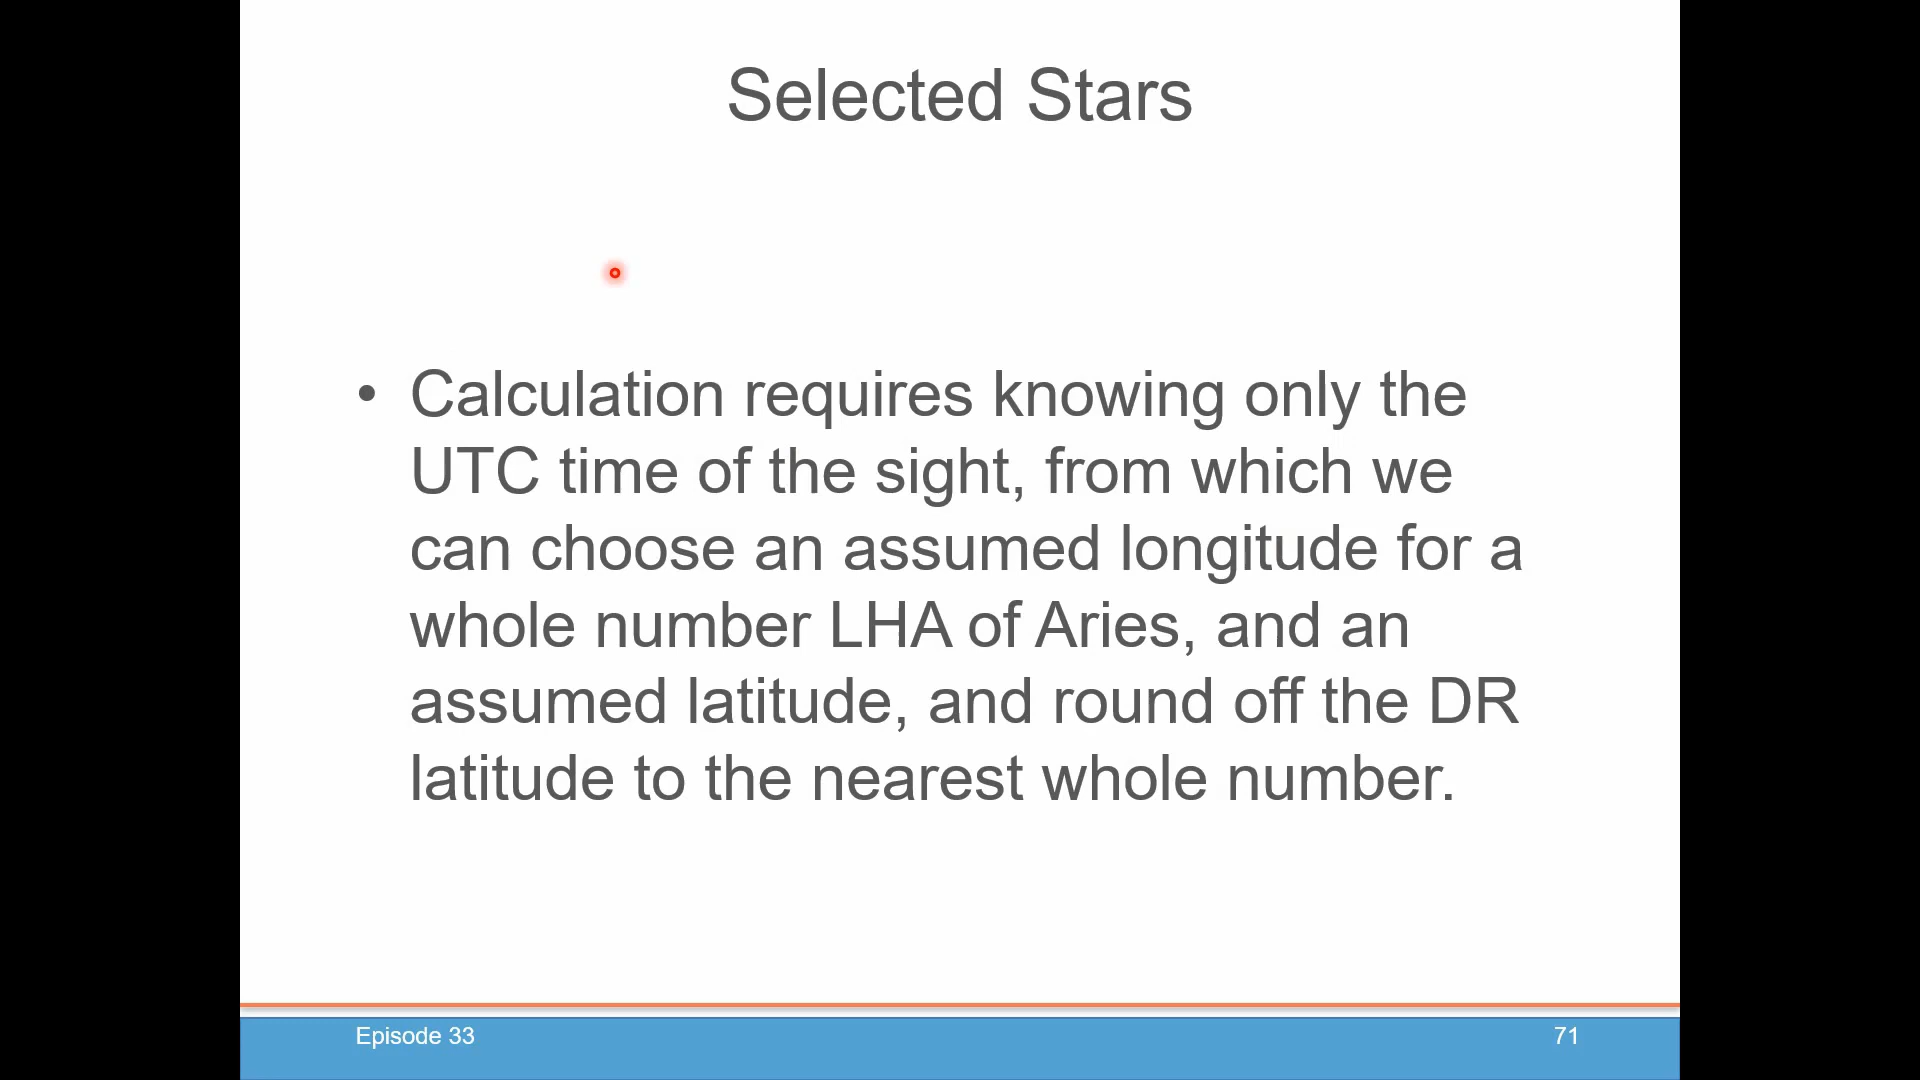 Selected Stars
• Calculation requires knowing only the
UTC time of the sight, from which we
can choose an assumed longitude for a
whole number LHA of Aries, and an
assumed latitude, and round off the DR
latitude to the nearest whole number.
Episode 33
71